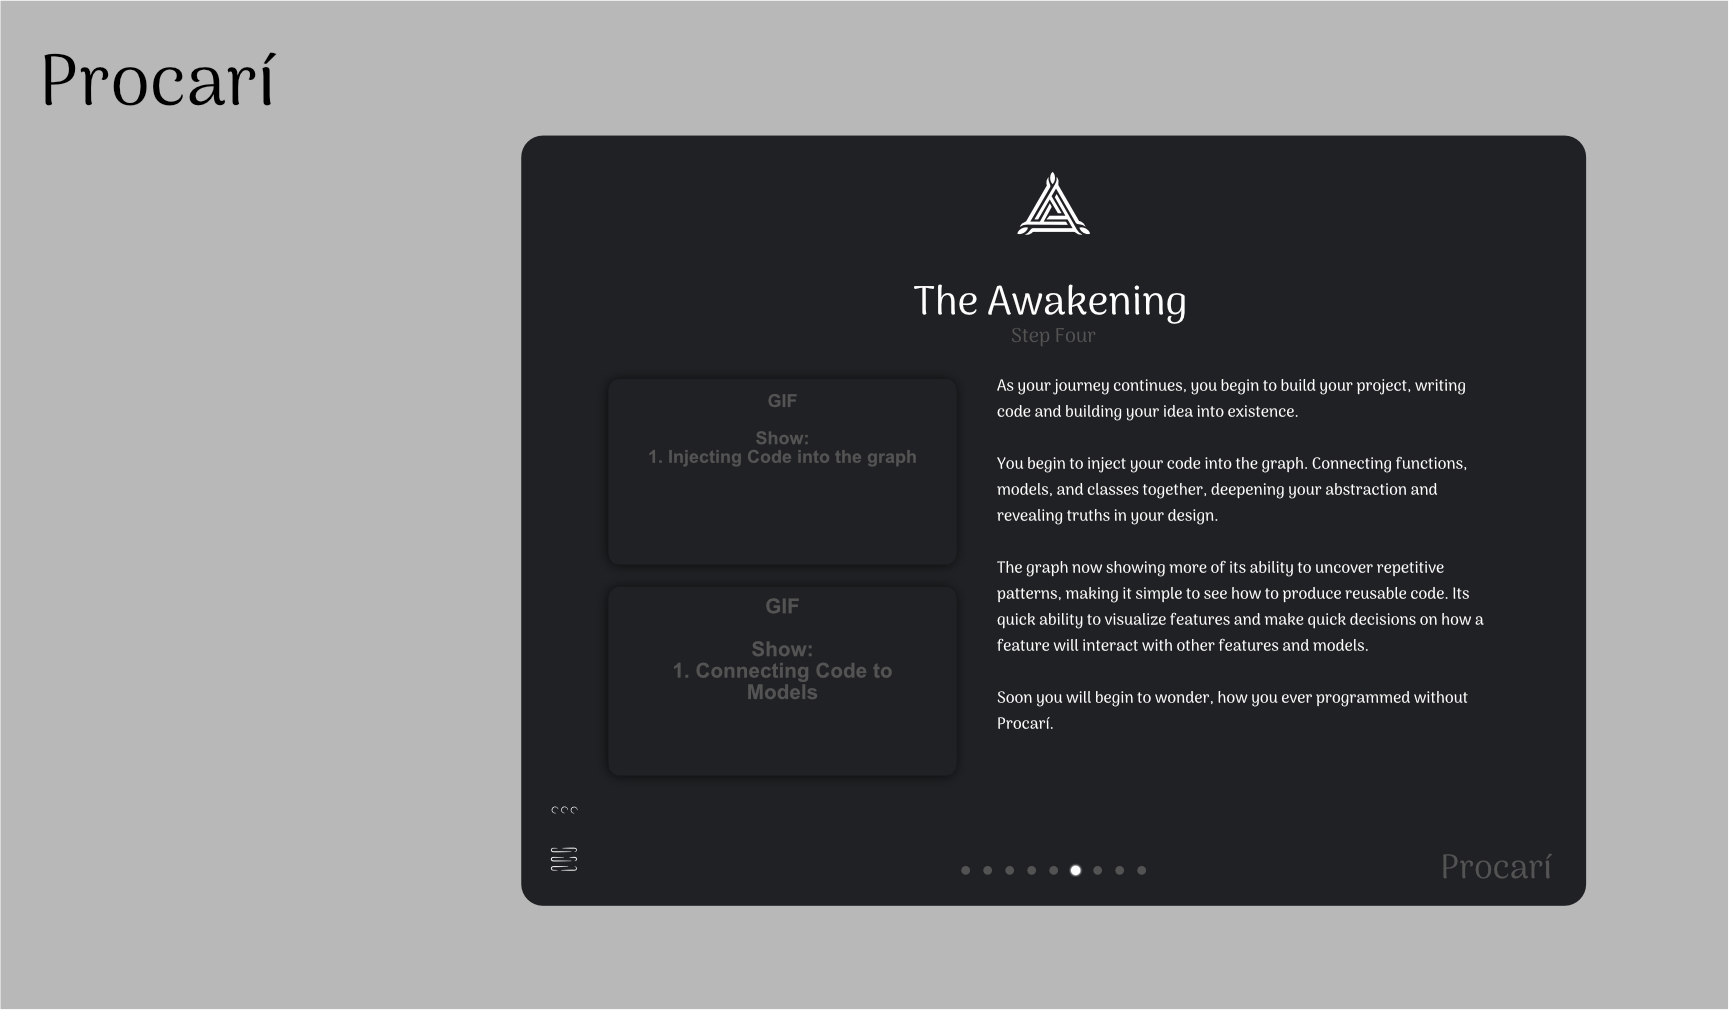 Procarí
The Awakening
Step Four
GIF
Show:
1. Injecting Code into the graph
GIF
Show:
1. Connecting Code to
Models
As your journey continues, you begin to build your project, writing
code and building your idea into existence.
You begin to inject your code into the graph. Connecting functions,
models, and classes together, deepening your abstraction and
revealing truths in your design.
The graph now showing more of its ability to uncover repetitive
patterns, making it simple to see how to produce reusable code. Its
quick ability to visualize features and make quick decisions on how a
feature will interact with other features and models.
Soon you will begin to wonder, how you ever programmed without
Procarí.
Procarí